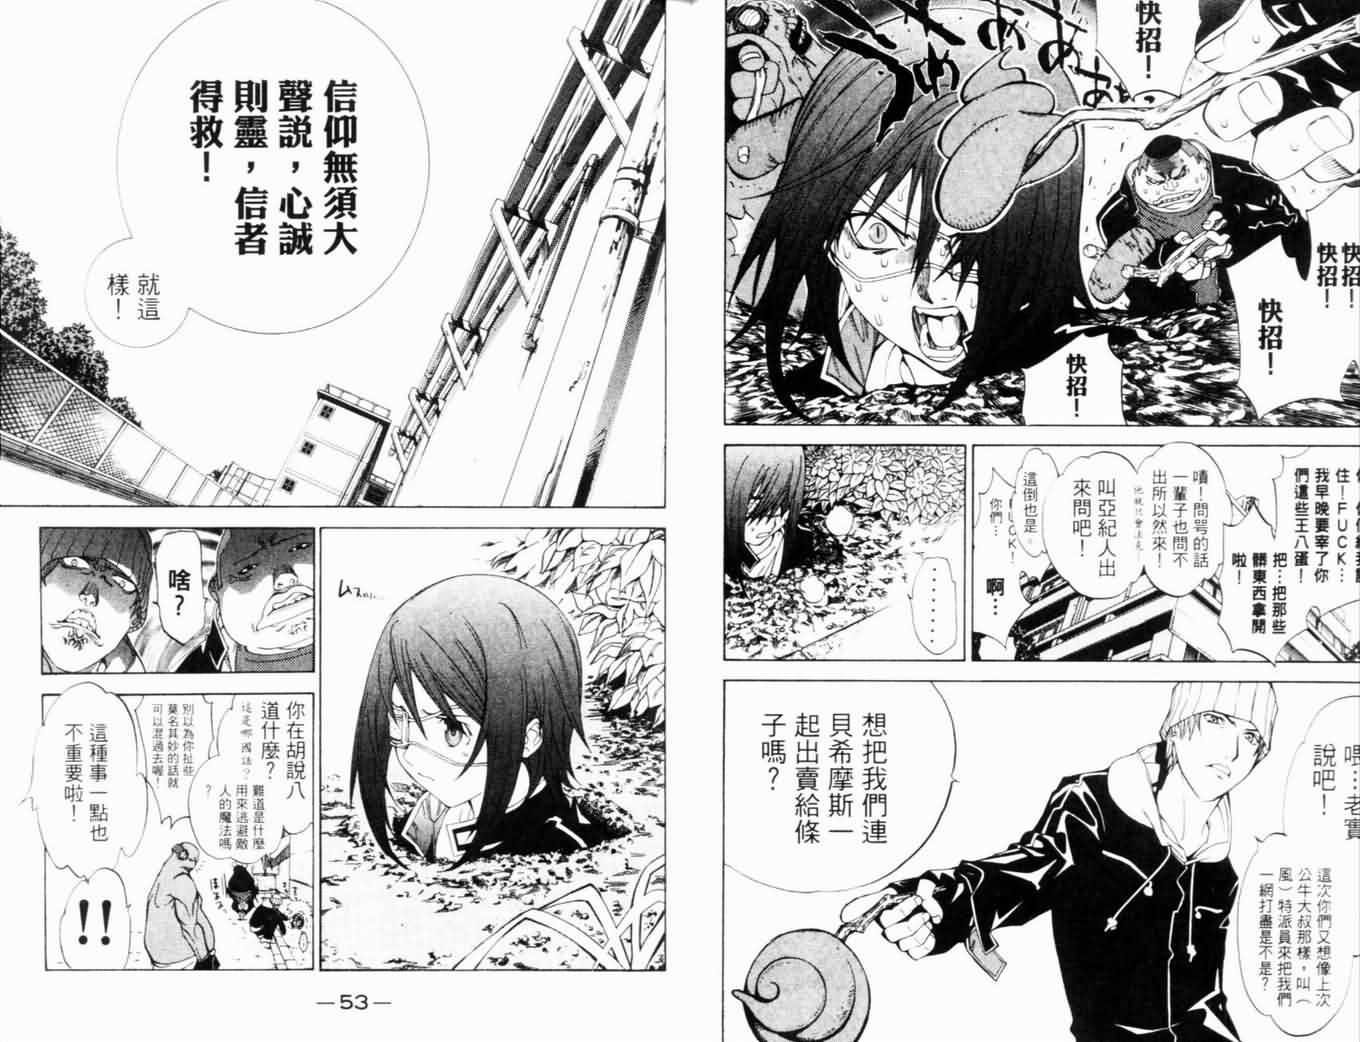 快招！
快招！
快招！
快招！
快招！
我早晚要宰了你
們這些王八蛋！
把…把那些
髒東西拿開
啦！
嘖！問咢的話
一輩子也問不
出所以然來！
叫亞紀人出
來問吧！
這倒也是。
你們…
啊…
……
喂…老實
說吧！
這次你們又想像上次
公牛大叔那樣，叫（
風）特派員來把我們
一網打盡是不是？
想把我們連
貝希摩斯一
起出賣給條
子嗎？
信仰無須大
聲說，心誠
則靈，信者
得救！
就這
樣！
ムスッ…
啥？
你在胡說八
道什麼？
這是哪國話？
難道是什麼
用來逃避敵
人的魔法嗎
？
別以為你扯些
莫名其妙的話就
可以混過去喔！
這種事一點也
不重要啦！
!!
—53—